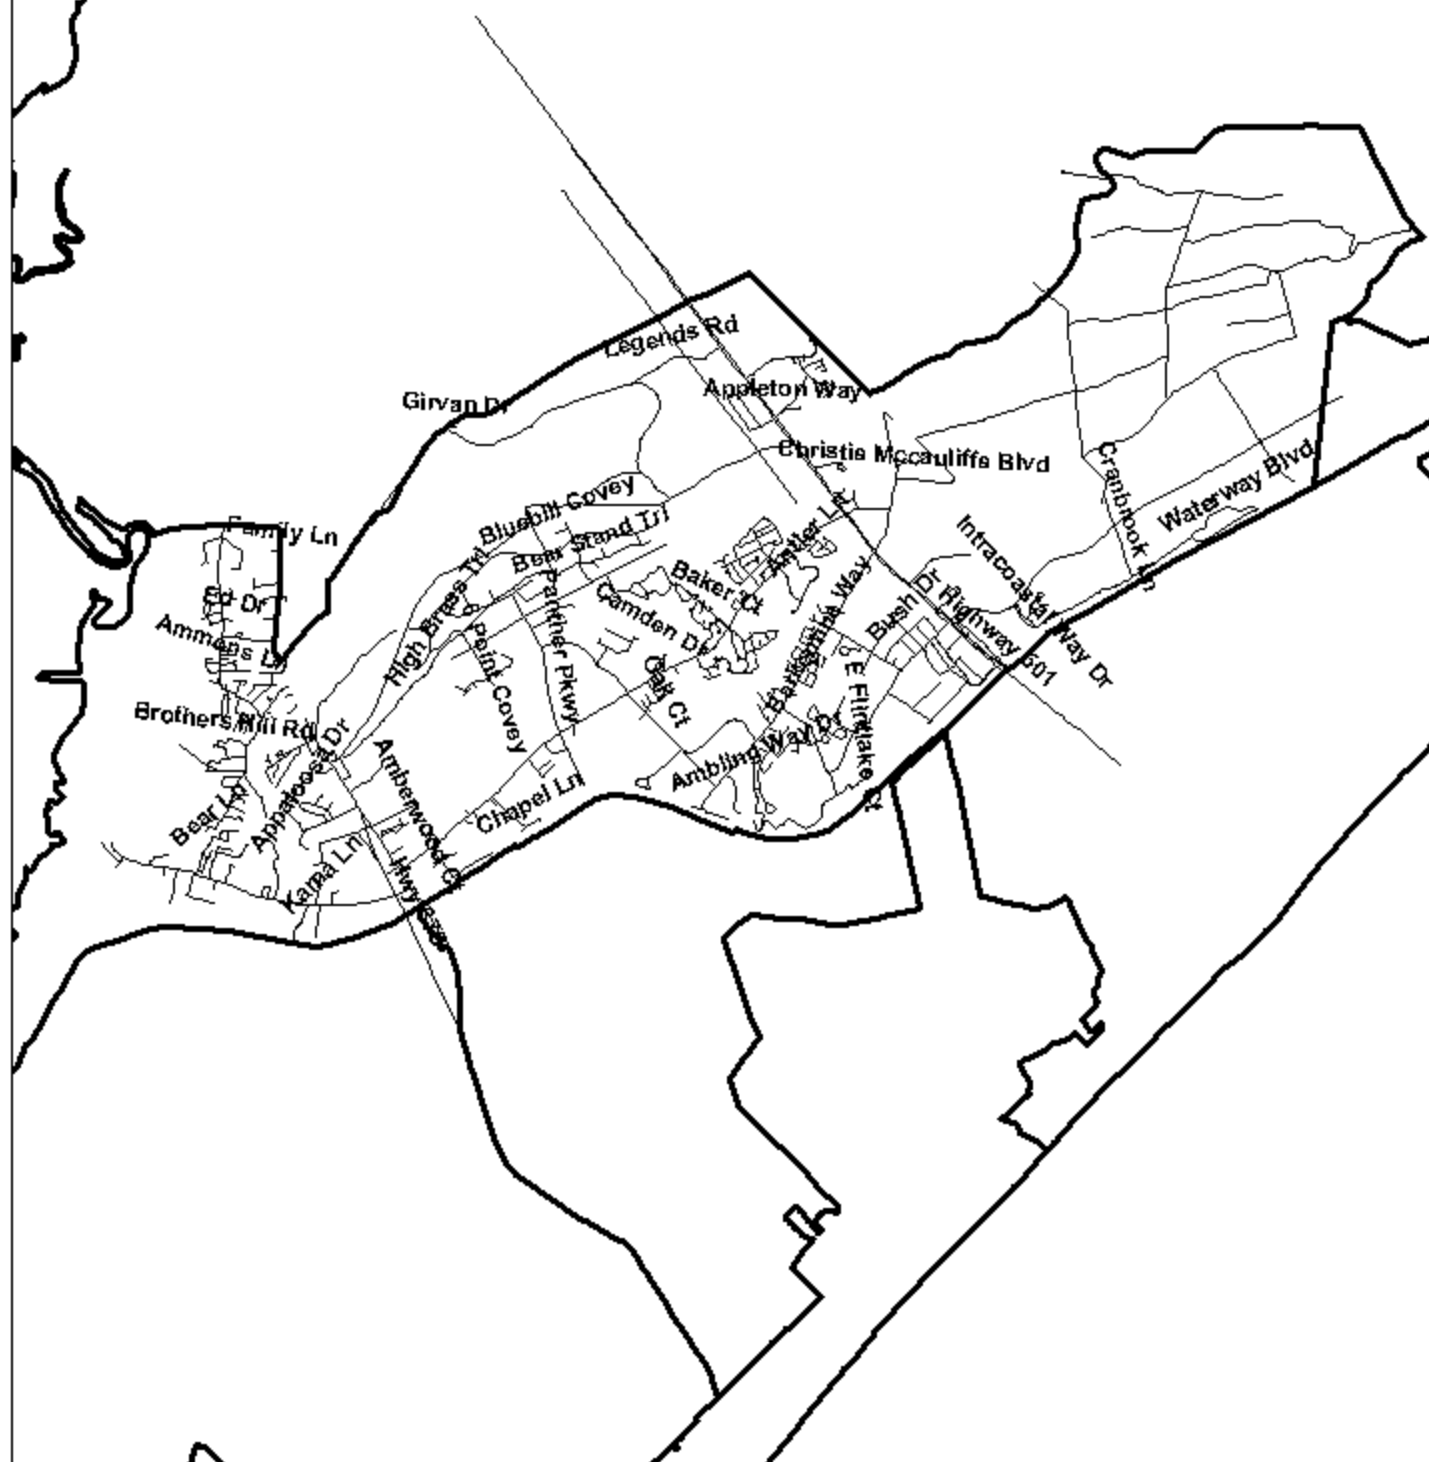 Legends Rd
Appleton Way
Girvan Dr
Christie Mccauliffe Blvd
Cranbrook
Waterway Blvd
Bluebill Covey
Bear Stand Trl
Family Ln
Antler Ln
Intracoastal Way Dr
High Brass Trl
Baker Ct
Ed Dr
Camden Dr
Panther Pkwy
Way
Bush Dr
Highway 501
Ammons Ln
Point Covey
Oak Ct
E Flintlake Ct
Brothers Hill Rd
Appaloosa Dr
Ambling Way Dr
Amberwood Ct
Bear Ln
Chapel Ln
Kama Ln
Hwy